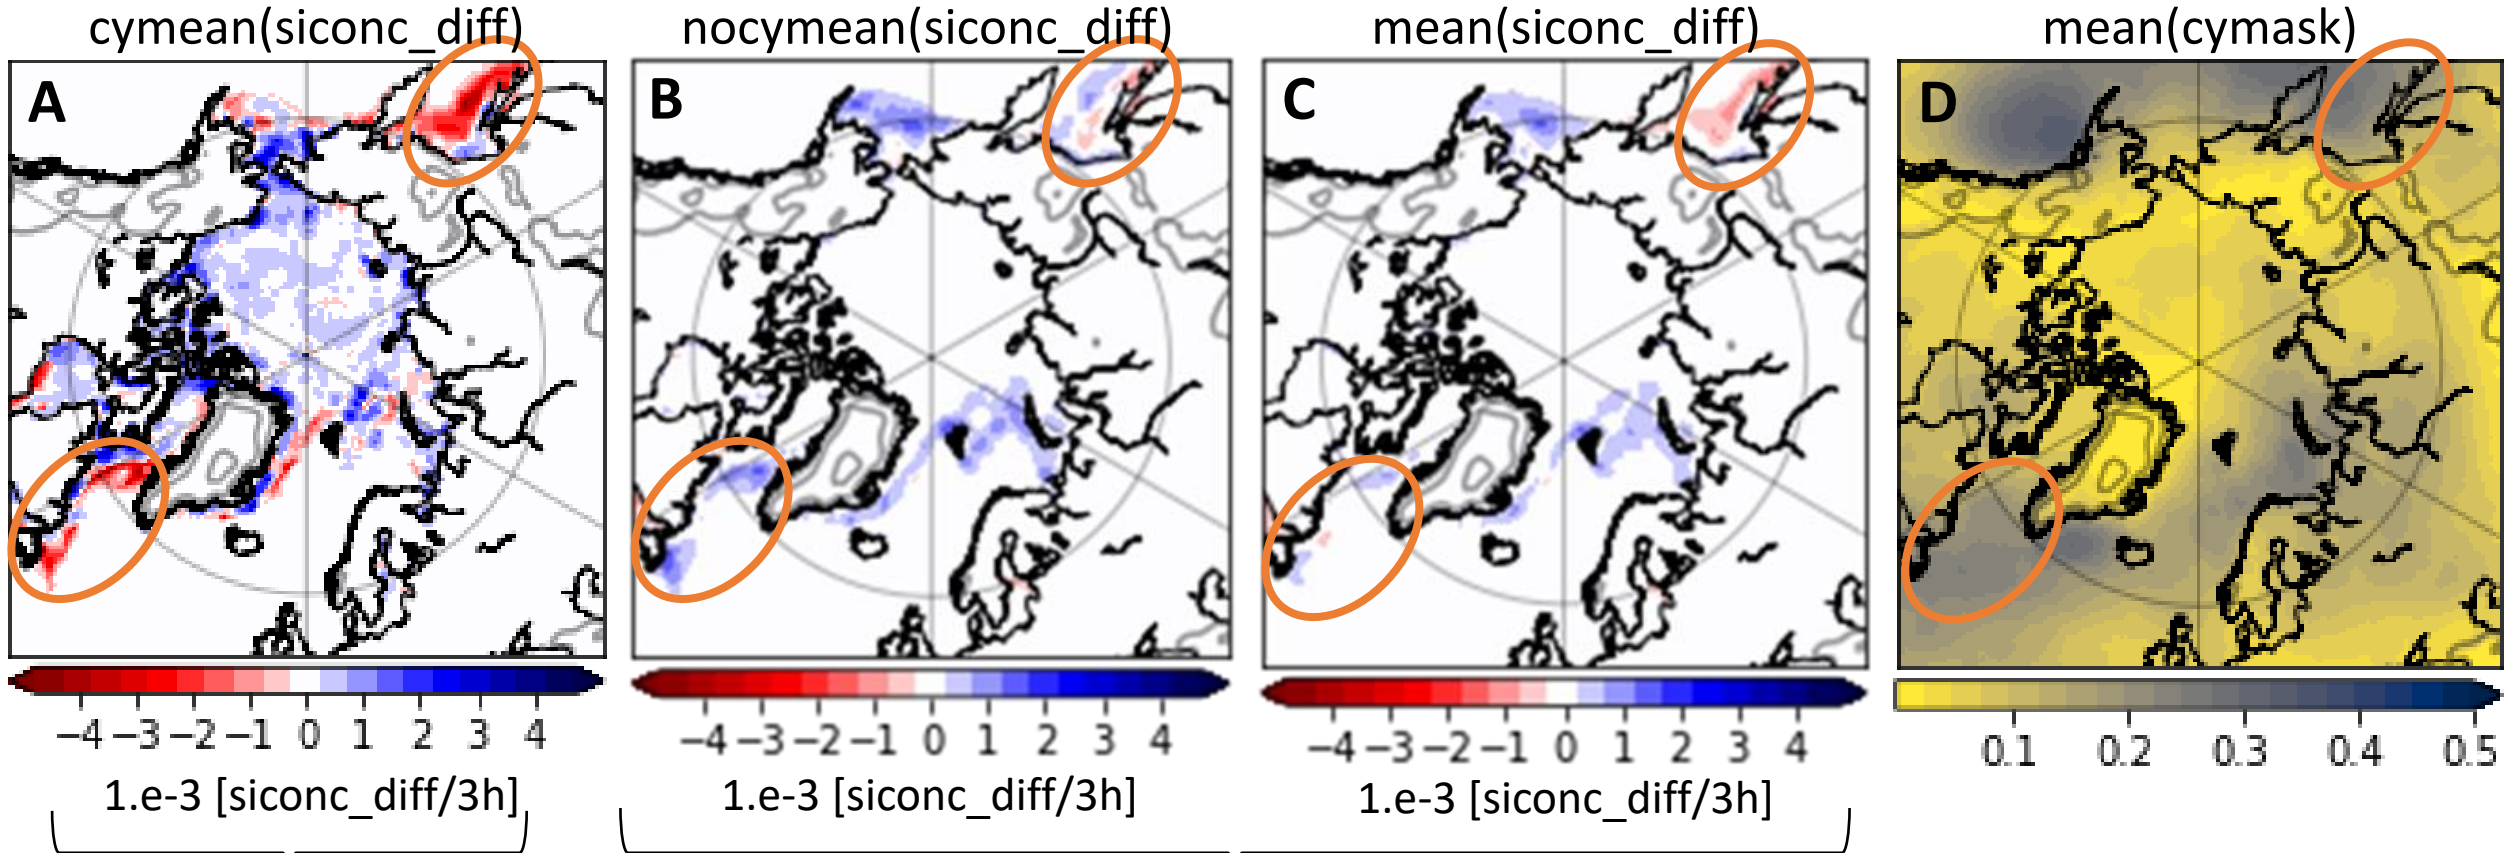 cymean(siconc_diff)
nocymean(siconc_diff)
mean(siconc_diff)
mean(cymask)
A
B
C
D
−4 −3 −2 −1 0 1 2 3 4
−4 −3 −2 −1 0 1 2 3 4
−4 −3 −2 −1 0 1 2 3 4
0.1 0.2 0.3 0.4 0.5
1.e-3 [siconc_diff/3h]
1.e-3 [siconc_diff/3h]
1.e-3 [siconc_diff/3h]